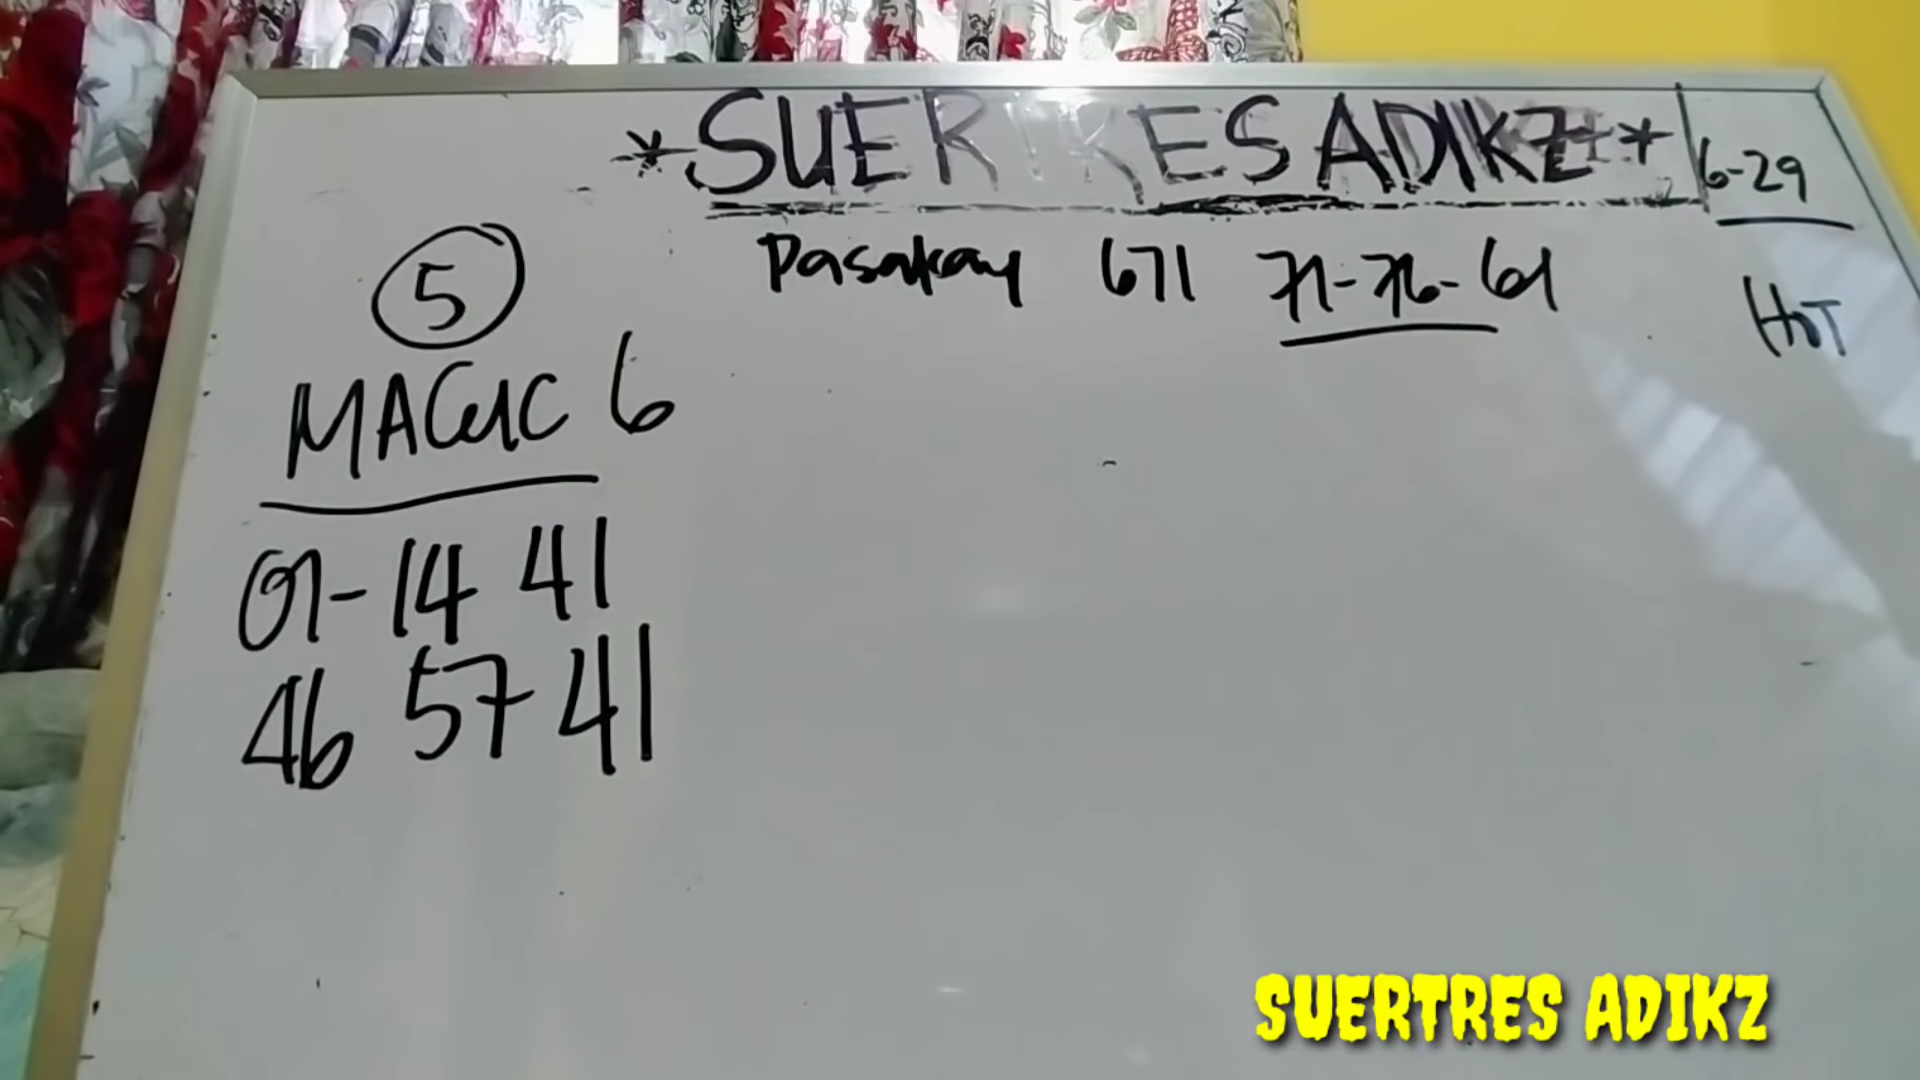 *SUERTRES ADIKZ*
6-29
5
Pasakay 671 71-76-61
HOT
MAGIC 6
01-14 41
46 57 41
SUERTRES ADIKZ